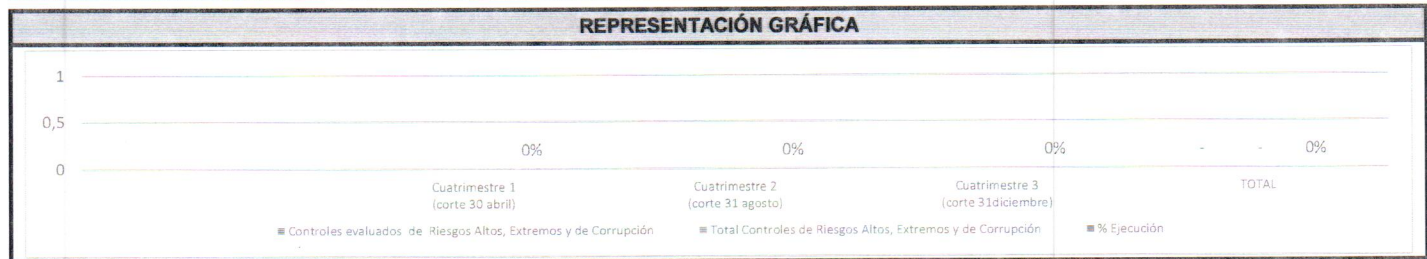 REPRESENTACIÓN GRÁFICA
1
0,5
0
0% 0% 0% - - 0%
Cuatrimestre 1 Cuatrimestre 2 Cuatrimestre 3 TOTAL
(corte 30 abril) (corte 31 agosto) (corte 31diciembre)
Controles evaluados de Riesgos Altos, Extremos y de Corrupción Total Controles de Riesgos Altos, Extremos y de Corrupción % Ejecución